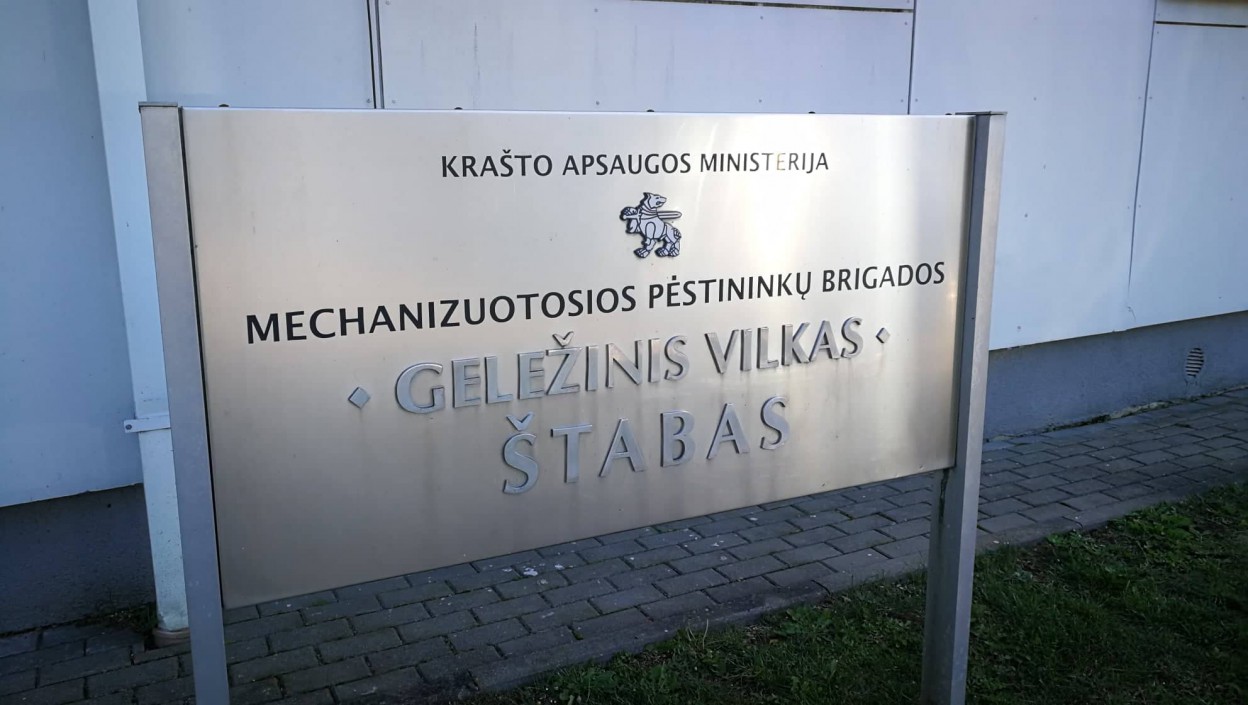 KRAŠTO APSAUGOS MINISTERIJA
MECHANIZUOTOSIOS PĖSTININKŲ BRIGADOS
GELEŽINIS VILKAS
ŠTABAS